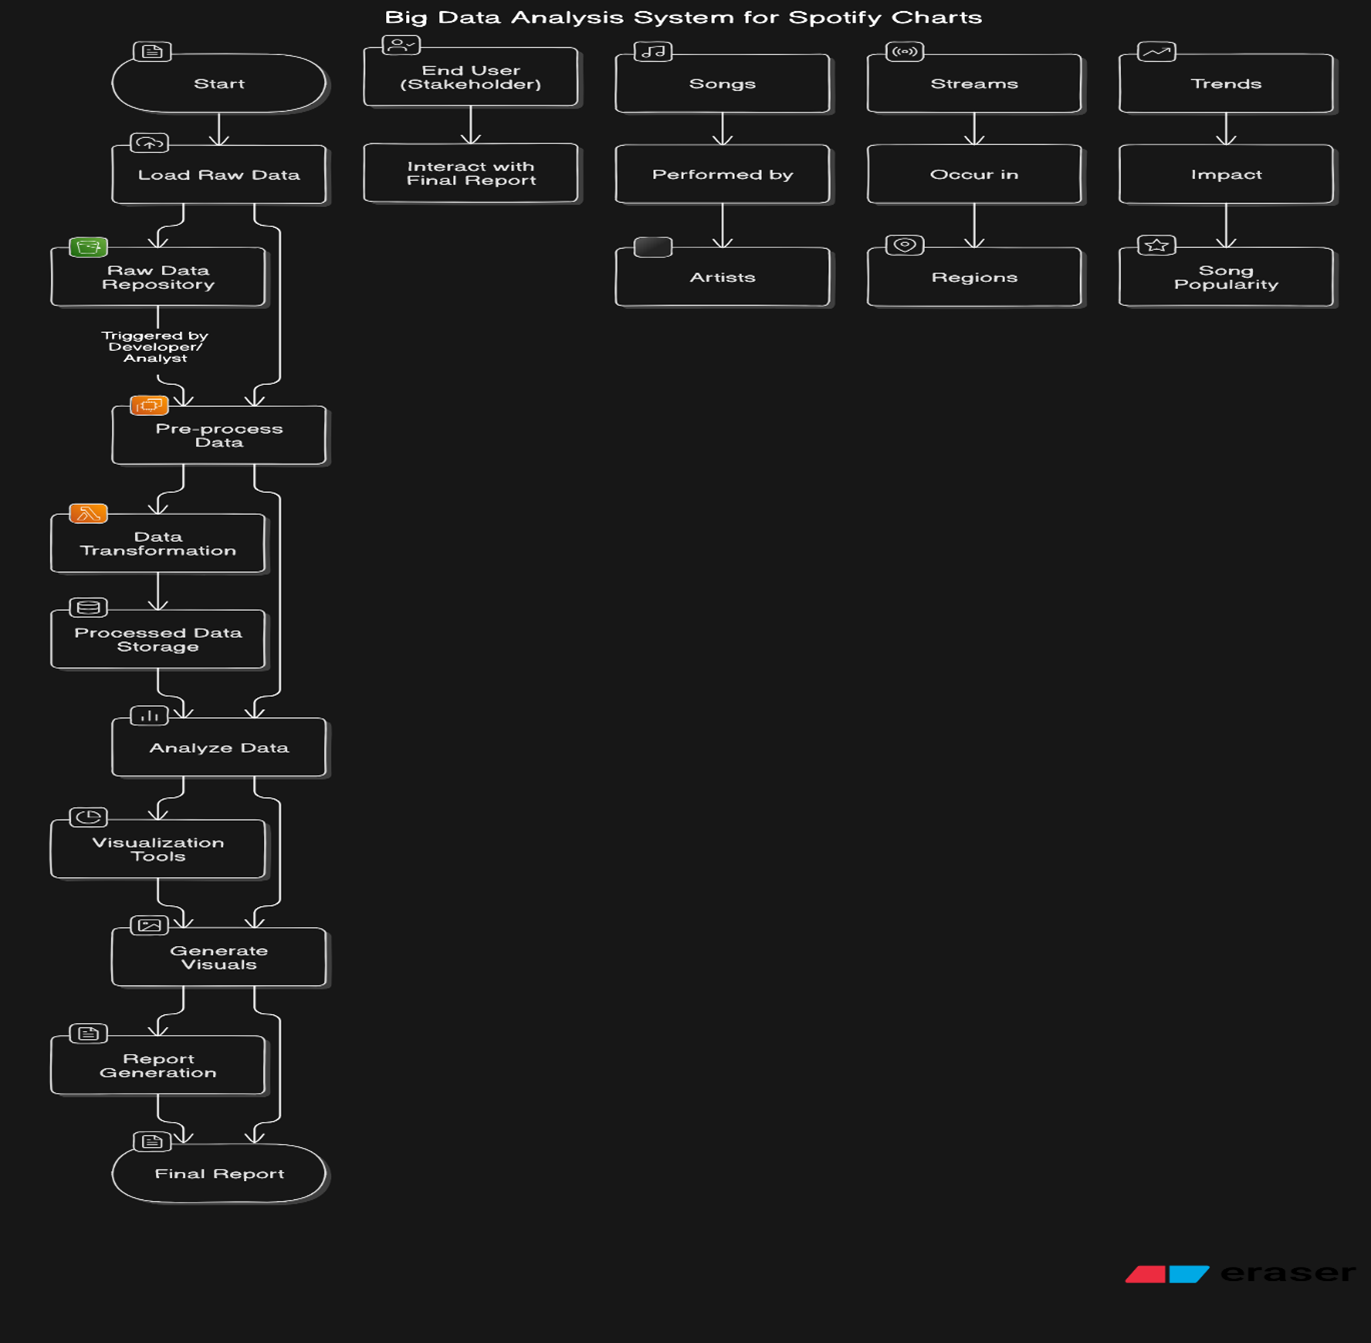 Big Data Analysis System for Spotify Charts
Start
Load Raw Data
Raw Data
Repository
Triggered by
Developer/
Analyst
Pre-process
Data
Data
Transformation
Processed Data
Storage
Analyze Data
Visualization
Tools
Generate
Visuals
Report
Generation
Final Report
End User
(Stakeholder)
Interact with
Final Report
Songs
Performed by
Artists
Streams
Occur in
Regions
Trends
Impact
Song
Popularity
eraser